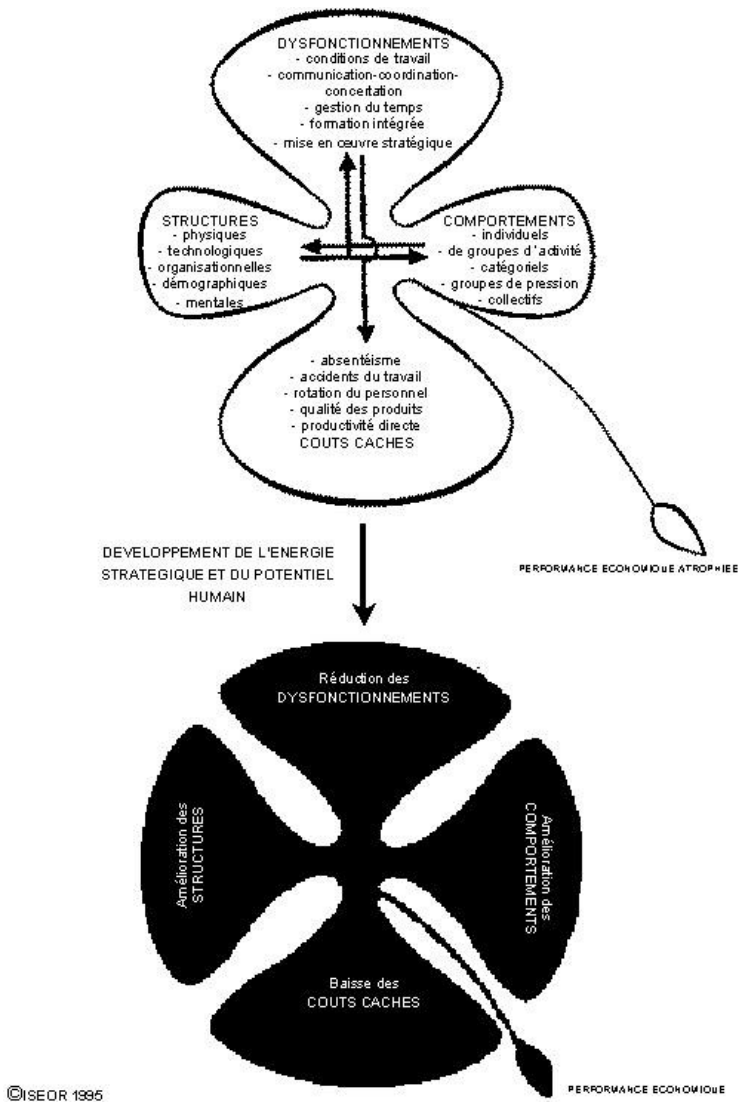 DYSFONCTIONNEMENTS
- conditions de travail
- communication-coordination-
concertation
- gestion du temps
- formation intégrée
- mise en œuvre stratégique
STRUCTURES
- physiques
- technologiques
- organisationnelles
- démographiques
- mentales
COMPORTEMENTS
- individuels
- de groupes d'activité
- catégoriels
- groupes de pression
- collectifs
- absentéisme
- accidents du travail
- rotation du personnel
- qualité des produits
- productivité directe
COUTS CACHES
DEVELOPPEMENT DE L'ENERGIE
STRATEGIQUE ET DU POTENTIEL
HUMAIN
PERFORMANCE ECONOMIQUE ATROPHIEE
Réduction des
DYSFONCTIONNEMENTS
Amélioration des
STRUCTURES
Amélioration des
COMPORTEMENTS
Baisse des
COUTS CACHES
©ISEOR 1995
PERFORMANCE ECONOMIQUE